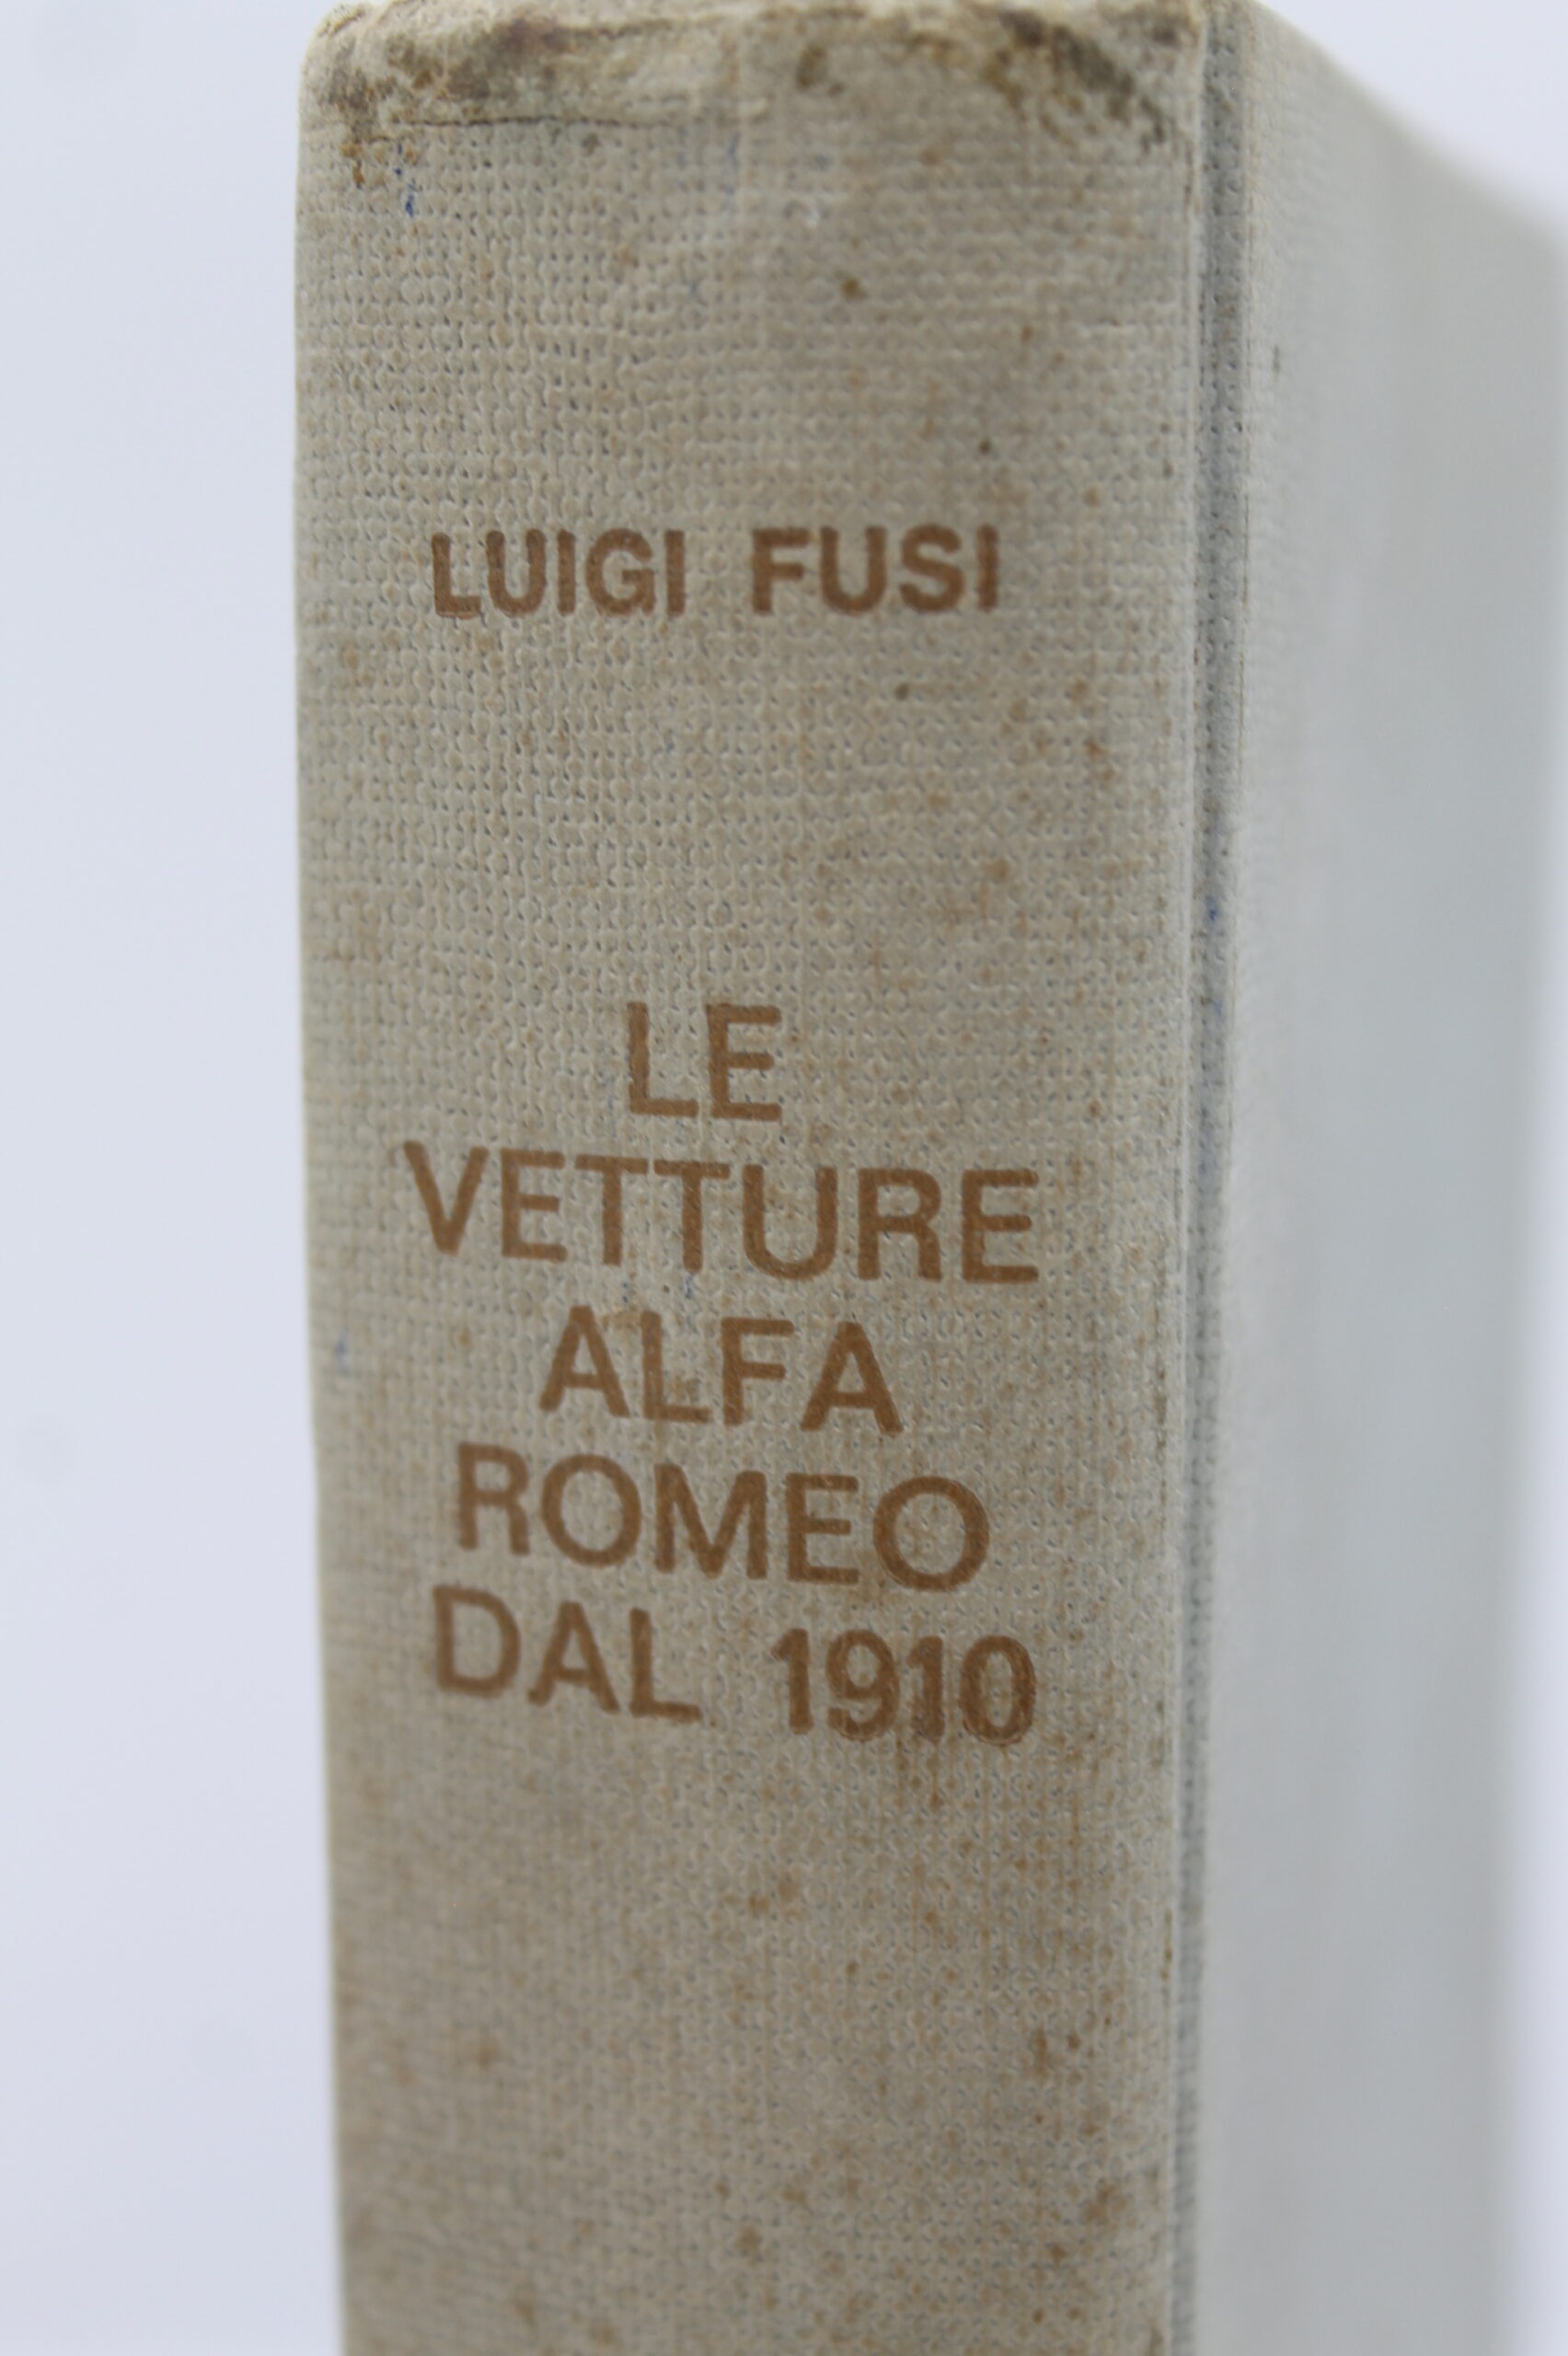 LUIGI FUSI
LE
VETTURE
ALFA
ROMEO
DAL 1910